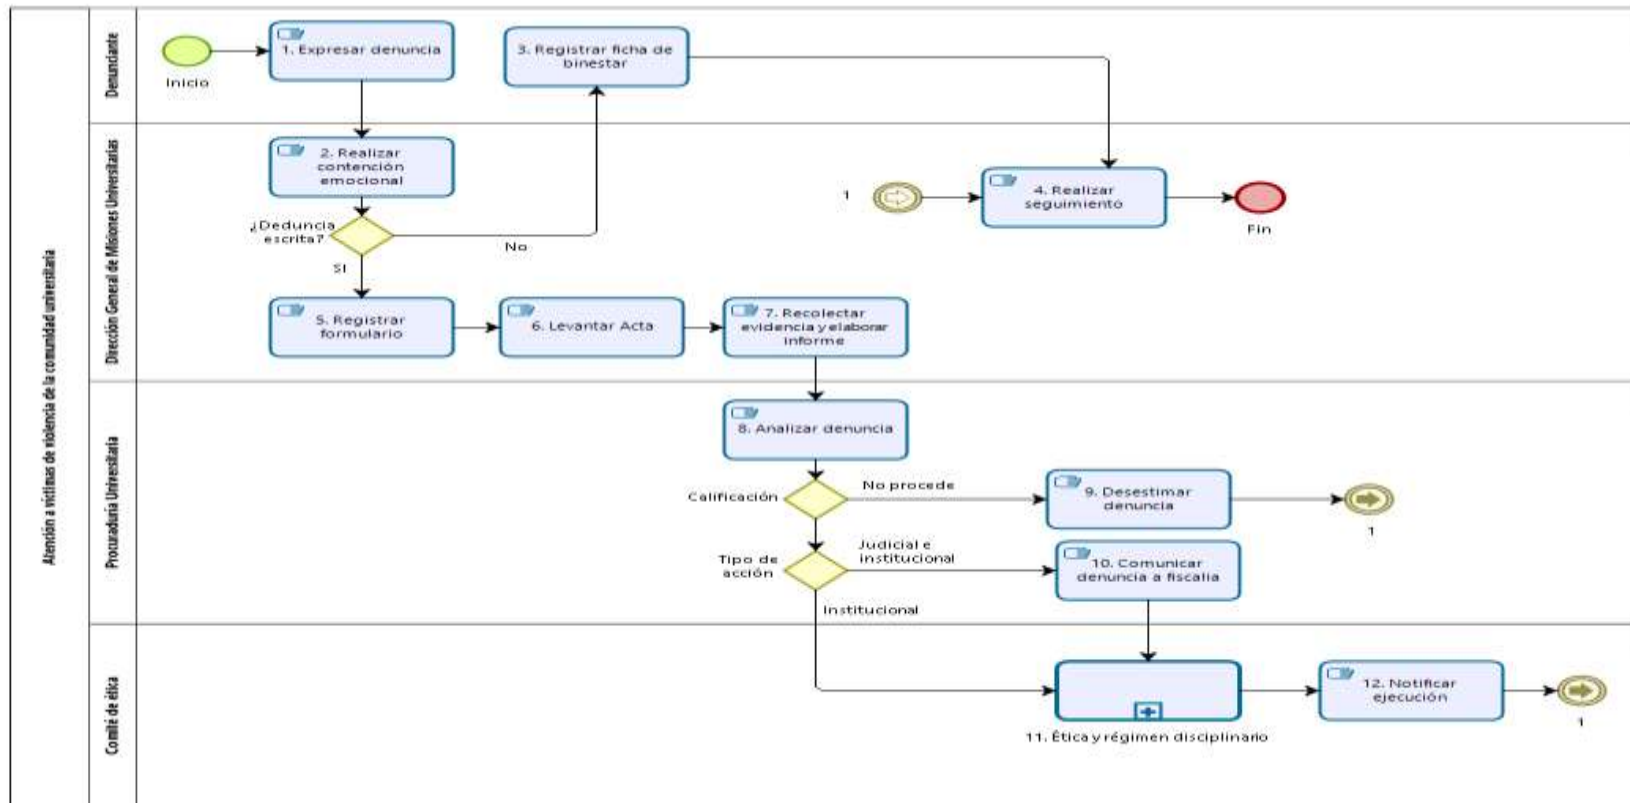 Atención a víctimas de violencia de la comunidad universitaria
Denunciante
Inicio
1. Expresar denuncia
3. Registrar ficha de
binestar
Dirección General de Misiones Universitarias
2. Realizar
contención
emocional
¿Deduncia
escrita?
No
SI
1
4. Realizar
seguimiento
Fin
5. Registrar
formulario
6. Levantar Acta
7. Recolectar
evidencia y elaborar
informe
Procuraduría Universitaria
8. Analizar denuncia
Calificación
No procede
9. Desestimar
denuncia
1
Tipo de
acción
Judicial e
institucional
10. Comunicar
denuncia a fiscalia
Institucional
Comité de ética
11. Ética y régimen disciplinario
12. Notificar
ejecución
1